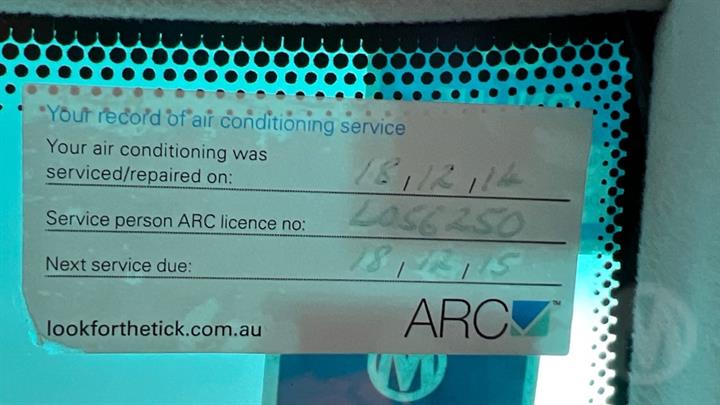 Your record of air conditioning service
Your air conditioning was
serviced/repaired on: 18/12/14
Service person ARC licence no: L056250
Next service due: 18/12/15
lookforthetick.com.au ARC™
M